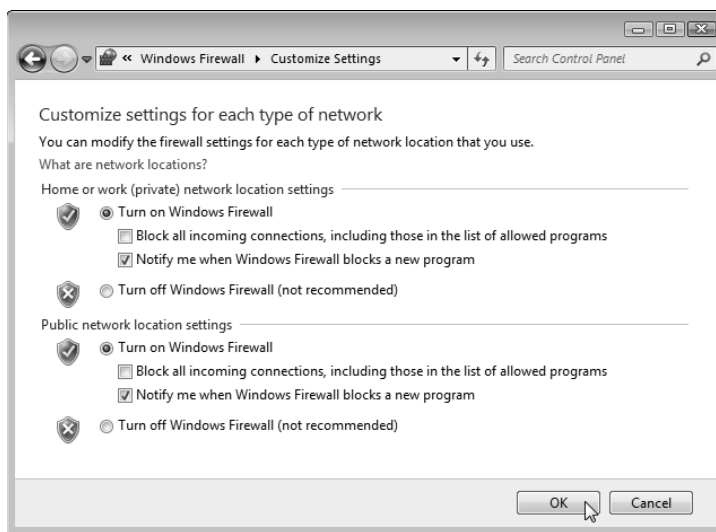 « Windows Firewall ▸ Customize Settings
Search Control Panel
Customize settings for each type of network
You can modify the firewall settings for each type of network location that you use.
What are network locations?
Home or work (private) network location settings
Turn on Windows Firewall
Block all incoming connections, including those in the list of allowed programs
Notify me when Windows Firewall blocks a new program
Turn off Windows Firewall (not recommended)
Public network location settings
Turn on Windows Firewall
Block all incoming connections, including those in the list of allowed programs
Notify me when Windows Firewall blocks a new program
Turn off Windows Firewall (not recommended)
OK Cancel